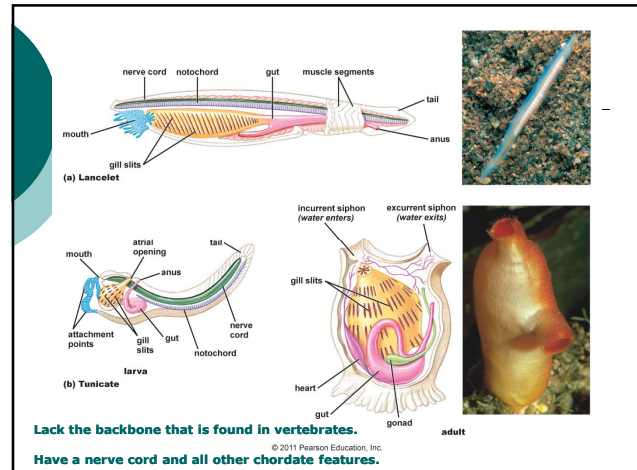 nerve cord
notochord
gut
muscle segments
tail
mouth
anus
gill slits
(a) Lancelet
incurrent siphon
(water enters)
excurrent siphon
(water exits)
atrial
opening
tail
mouth
anus
gill slits
attachment
points
gill
slits
gut
nerve
cord
notochord
larva
heart
(b) Tunicate
gut
gonad
adult
Lack the backbone that is found in vertebrates.
© 2011 Pearson Education, Inc.
Have a nerve cord and all other chordate features.